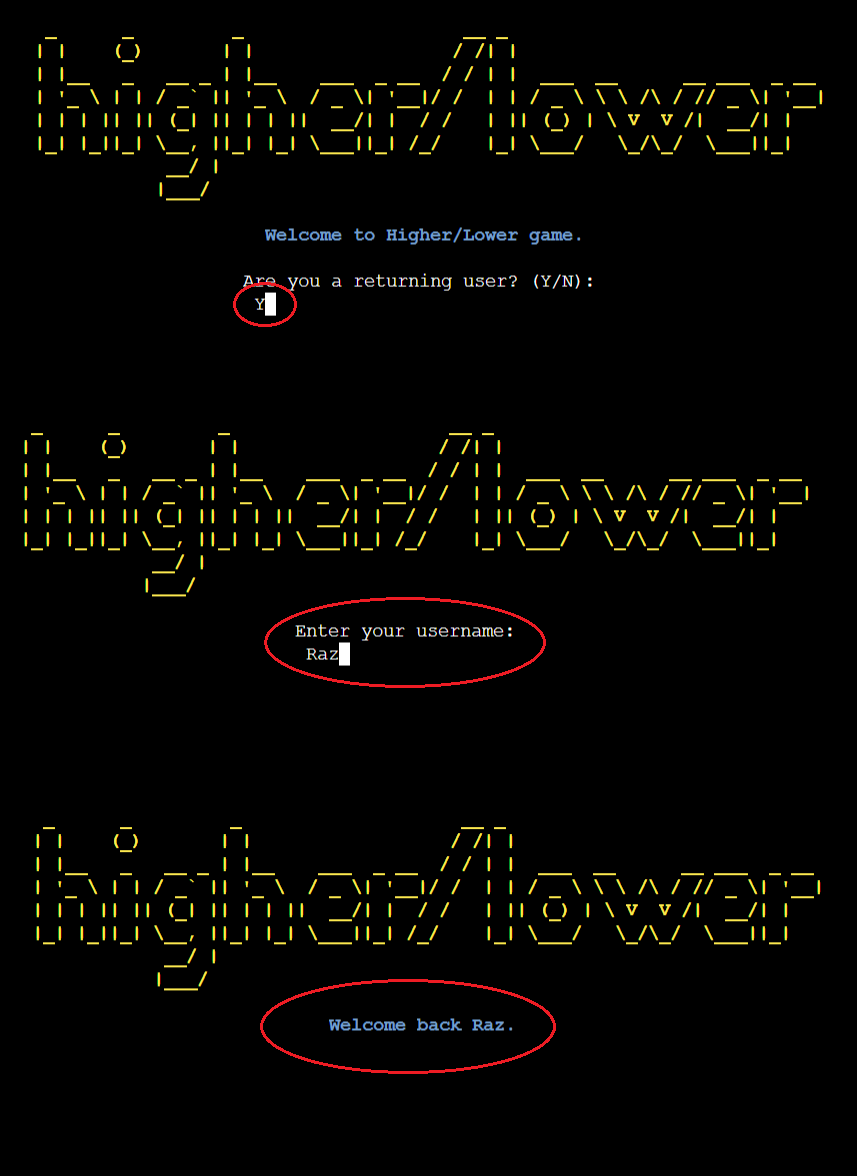 higher/lower
Welcome to Higher/Lower game.
Are you a returning user? (Y/N):
Y
higher/lower
Enter your username:
Raz
higher/lower
Welcome back Raz.